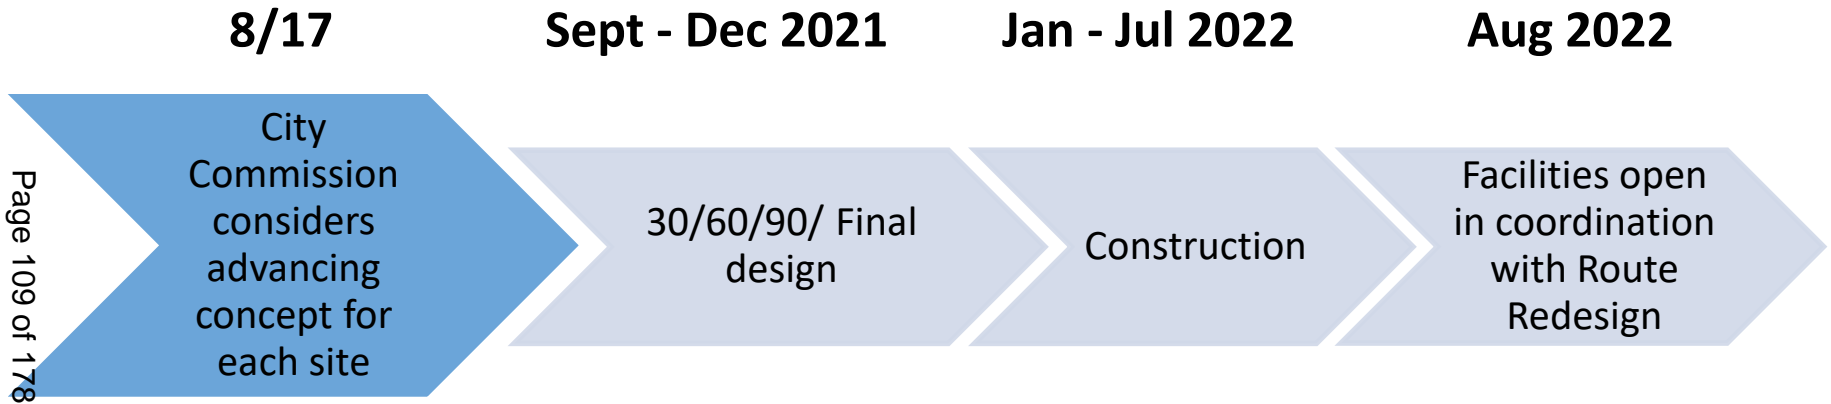 8/17
Sept - Dec 2021
Jan - Jul 2022
Aug 2022
City
Commission
considers
advancing
concept for
each site
30/60/90/ Final
design
Construction
Facilities open
in coordination
with Route
Redesign
Page 109 of 178